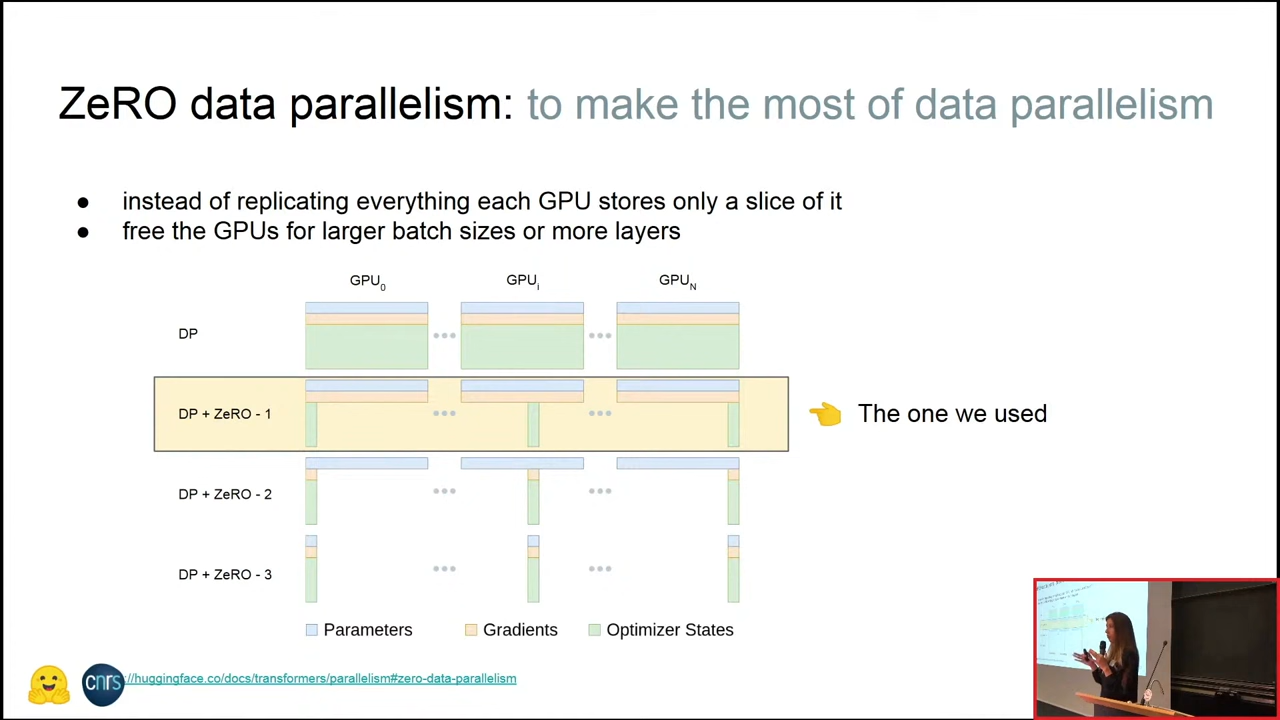 ZeRO data parallelism: to make the most of data parallelism
● instead of replicating everything each GPU stores only a slice of it
● free the GPUs for larger batch sizes or more layers
GPU0 GPUi GPUN
DP
DP + ZeRO - 1
The one we used
DP + ZeRO - 2
DP + ZeRO - 3
Parameters Gradients Optimizer States
cnrs //huggingface.co/docs/transformers/parallelism#zero-data-parallelism